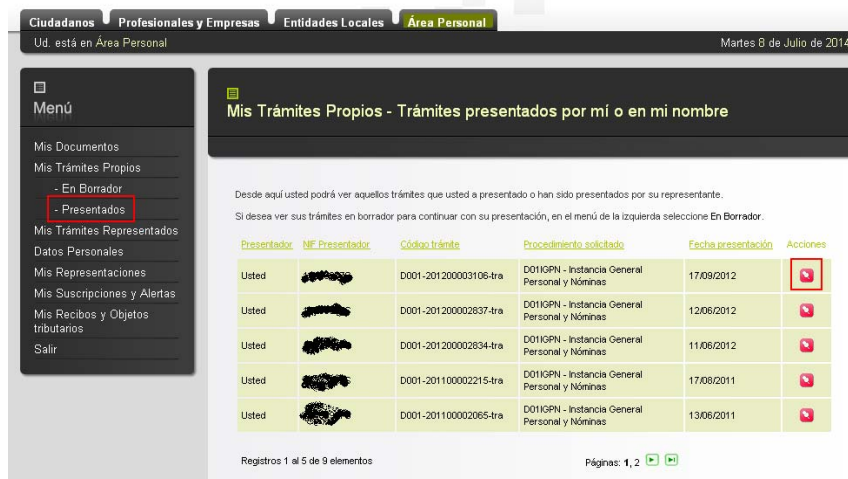 Ciudadanos Profesionales y Empresas Entidades Locales Área Personal
Ud. está en Área Personal Martes 8 de Julio de 2014
Menú
Mis Documentos
Mis Trámites Propios
- En Borrador
- Presentados
Mis Trámites Representados
Datos Personales
Mis Representaciones
Mis Suscripciones y Alertas
Mis Recibos y Objetos
tributarios
Salir
Mis Trámites Propios - Trámites presentados por mí o en mi nombre
Desde aquí usted podrá ver aquellos trámites que usted a presentado o han sido presentados por su representante.
Si desea ver sus trámites en borrador para continuar con su presentación, en el menú de la izquierda seleccione En Borrador.
Presentador NIF Presentador Código trámite Procedimiento solicitado Fecha presentación Acciones
Usted D001-201200003106-tra D01IGPN - Instancia General
Personal y Nóminas 17/09/2012
Usted D001-201200002837-tra D01IGPN - Instancia General
Personal y Nóminas 12/06/2012
Usted D001-201200002834-tra D01IGPN - Instancia General
Personal y Nóminas 11/06/2012
Usted D001-201100002215-tra D01IGPN - Instancia General
Personal y Nóminas 17/08/2011
Usted D001-201100002065-tra D01IGPN - Instancia General
Personal y Nóminas 13/06/2011
Registros 1 al 5 de 9 elementos Páginas: 1, 2